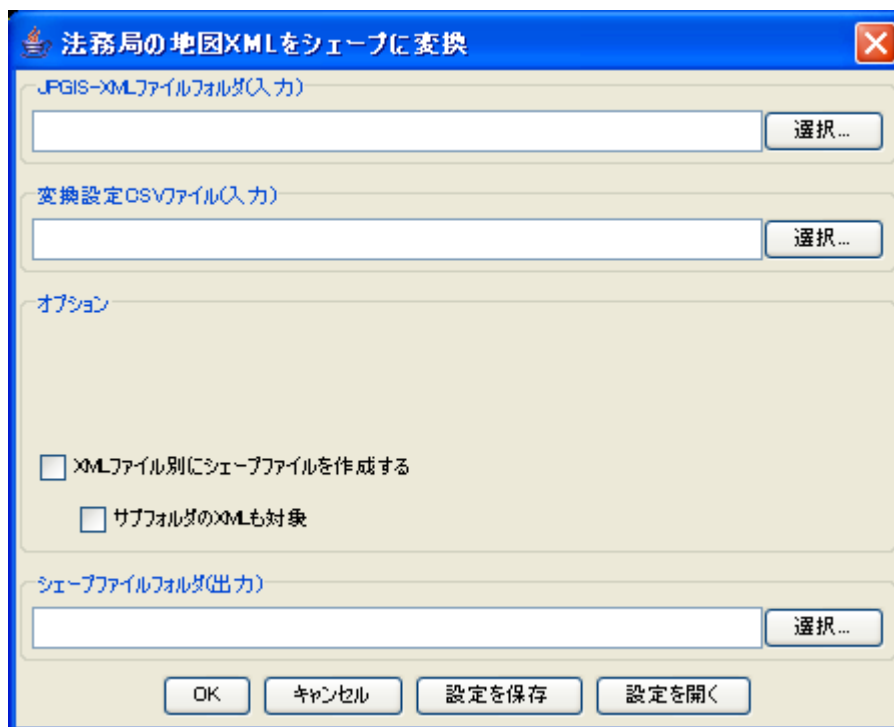 法務局の地図XMLをシェープに変換
JPGIS-XMLファイルフォルダ(入力)
選択...
変換設定CSVファイル(入力)
選択...
オプション
XMLファイル別にシェープファイルを作成する
サブフォルダのXMLも対象
シェープファイルフォルダ(出力)
選択...
OK キャンセル 設定を保存 設定を開く